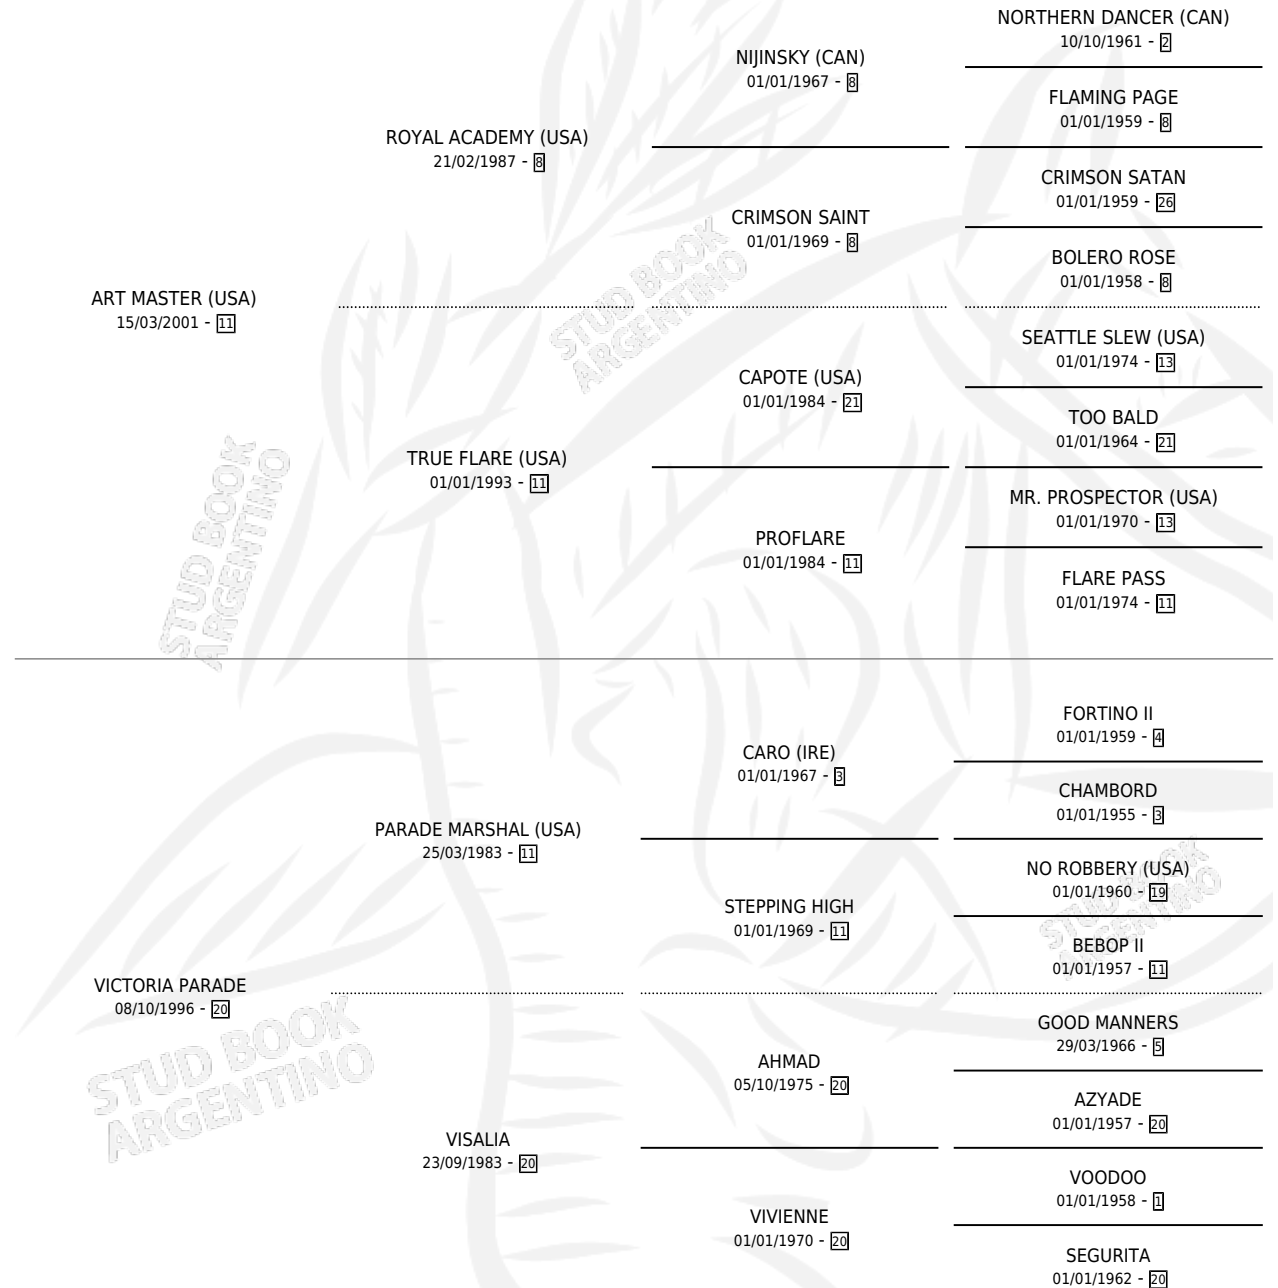 NORTHERN DANCER (CAN)
10/10/1961 - 2
NIJINSKY (CAN)
01/01/1967 - 8
FLAMING PAGE
01/01/1959 - 8
ROYAL ACADEMY (USA)
21/02/1987 - 8
CRIMSON SATAN
01/01/1959 - 26
CRIMSON SAINT
01/01/1969 - 8
BOLERO ROSE
01/01/1958 - 8
STUD BOOK
ARGENTINO
ART MASTER (USA)
15/03/2001 - 11
SEATTLE SLEW (USA)
01/01/1974 - 13
CAPOTE (USA)
01/01/1984 - 21
TOO BALD
01/01/1964 - 21
TRUE FLARE (USA)
01/01/1993 - 11
MR. PROSPECTOR (USA)
01/01/1970 - 13
PROFLARE
01/01/1984 - 11
FLARE PASS
01/01/1974 - 11
STUD BOOK
ARGENTINO
FORTINO II
01/01/1959 - 4
CARO (IRE)
01/01/1967 - 3
CHAMBORD
01/01/1955 - 3
PARADE MARSHAL (USA)
25/03/1983 - 11
NO ROBBERY (USA)
01/01/1960 - 19
STEPPING HIGH
01/01/1969 - 11
STUD BOOK
ARGENTINO
BEBOP II
01/01/1957 - 11
VICTORIA PARADE
08/10/1996 - 20
GOOD MANNERS
29/03/1966 - 5
AHMAD
05/10/1975 - 20
STUD BOOK
ARGENTINO
AZYADE
01/01/1957 - 20
VISALIA
23/09/1983 - 20
VOODOO
01/01/1958 - 1
VIVIENNE
01/01/1970 - 20
SEGURITA
01/01/1962 - 20